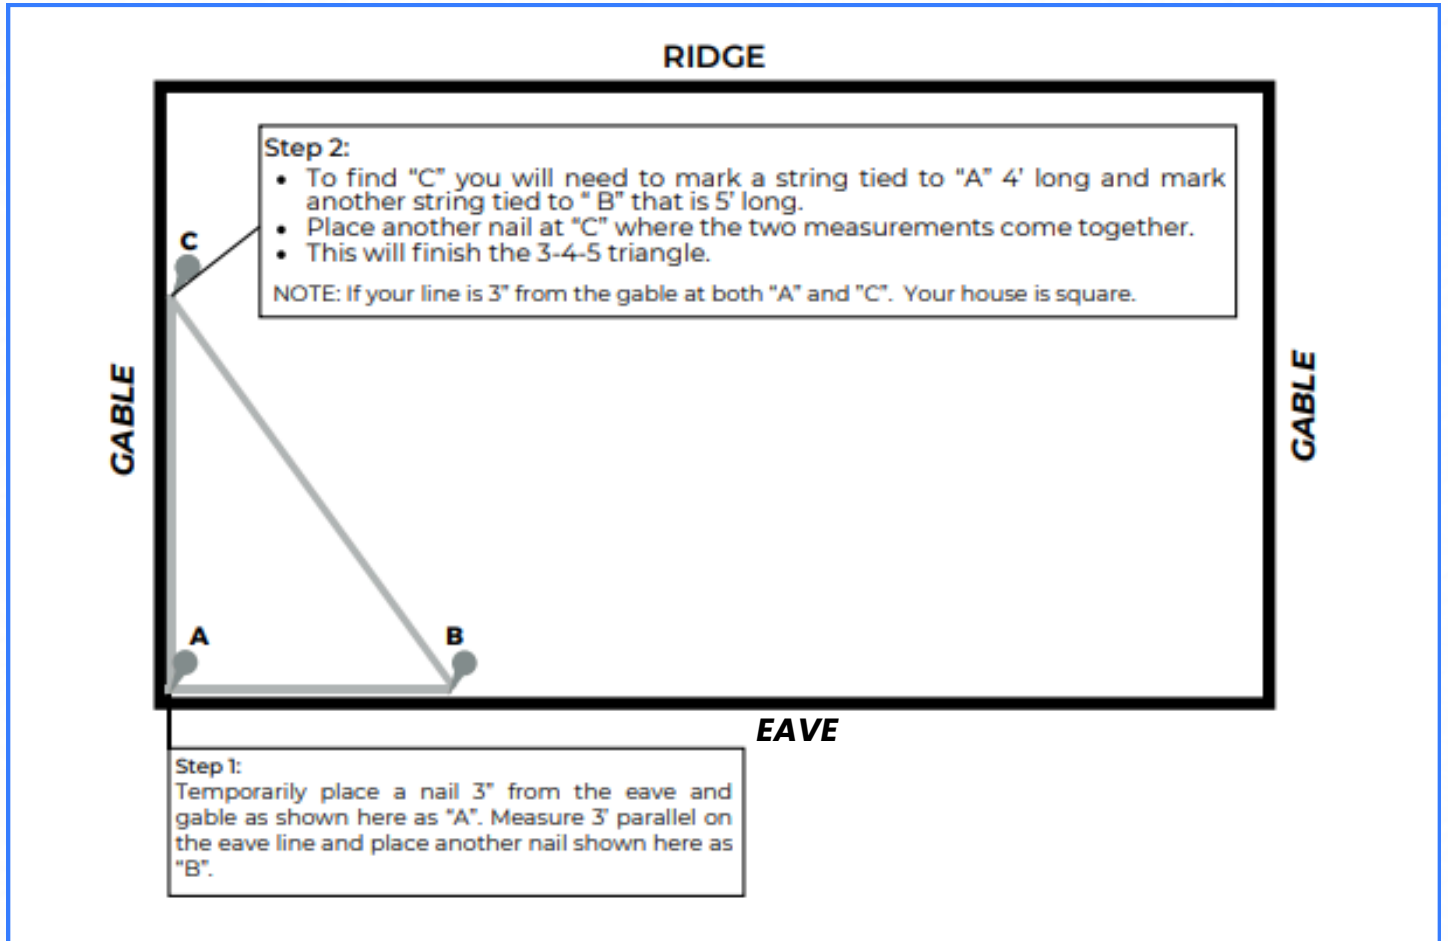 RIDGE
Step 2:
• To find “C” you will need to mark a string tied to “A” 4’ long and mark
another string tied to “ B” that is 5’ long.
• Place another nail at “C” where the two measurements come together.
• This will finish the 3-4-5 triangle.
NOTE: If your line is 3” from the gable at both “A” and ”C”.  Your house is square.
C
GABLE
GABLE
A
B
EAVE
Step 1:
Temporarily place a nail 3” from the eave and
gable as shown here as “A”. Measure 3’ parallel on
the eave line and place another nail shown here as
“B”.